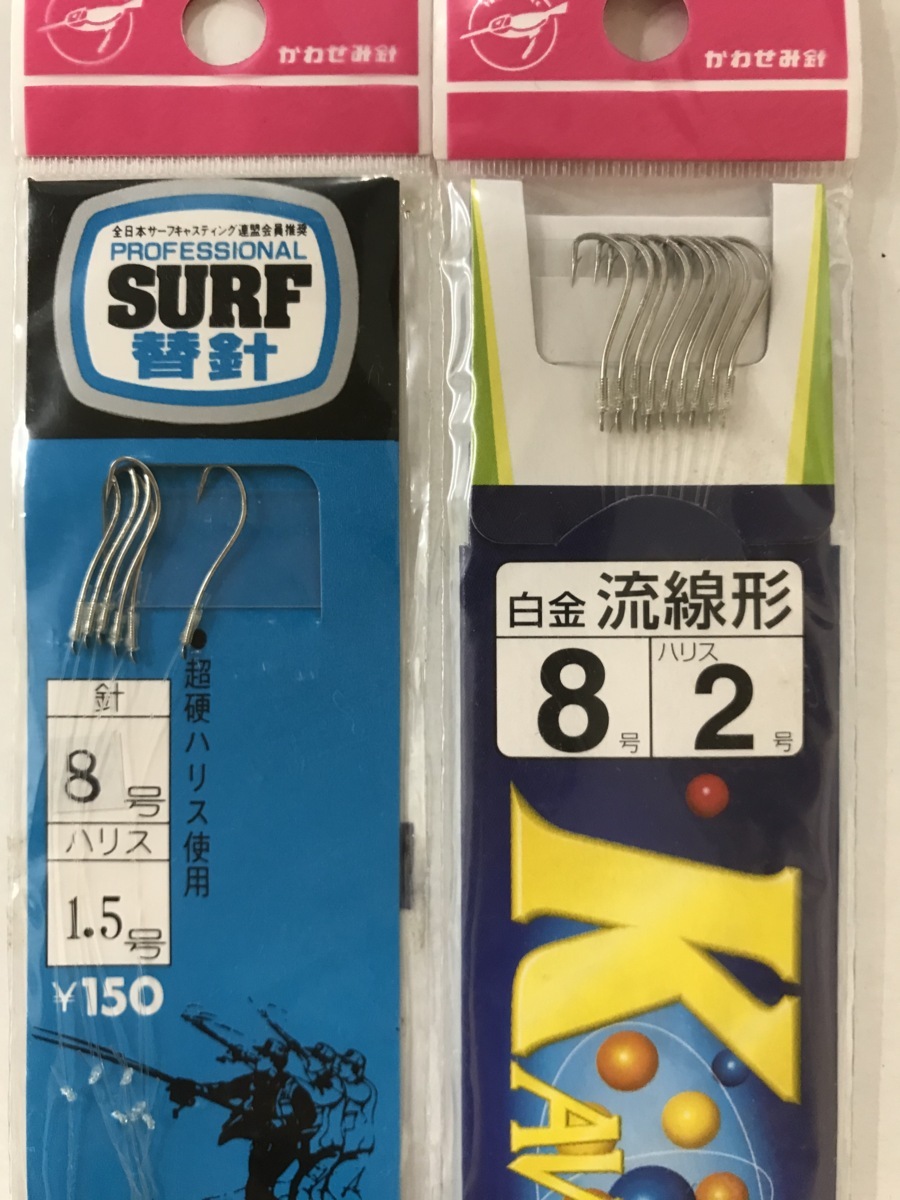 かわせみ針
全日本サーフキャスティング連盟会員推奨
PROFESSIONAL
SURF
替針
針
8号
ハリス
1.5号
●超硬ハリス使用
¥150
かわせみ針
白金 流線形
8号
ハリス
2号
KAW